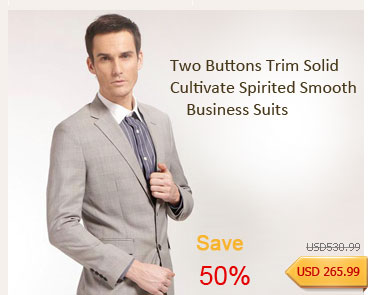 Two Buttons Trim Solid
Cultivate Spirited Smooth
Business Suits
Save
USD530.99
50%
USD 265.99